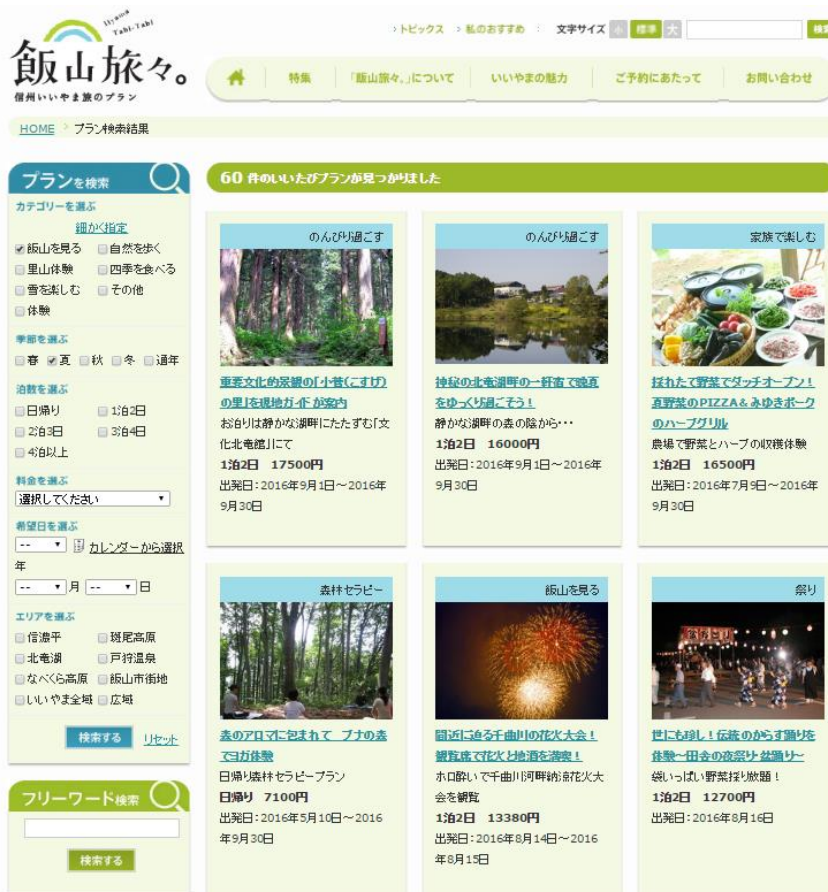 Iiyama
Tabi-Tabi
飯山旅々。
信州いいやま旅のプラン
トピックス
私のおすすめ
文字サイズ 小 標準 大
特集
「飯山旅々。」について
いいやまの魅力
ご予約にあたって
お問い合わせ
HOME > プラン検索結果
プランを検索
カテゴリーを選ぶ
細かく指定
飯山を見る 自然を歩く
里山体験 四季を食べる
雪を楽しむ その他
体験
季節を選ぶ
春 夏 秋 冬 通年
泊数を選ぶ
日帰り 1泊2日
2泊3日 3泊4日
4泊以上
料金を選ぶ
選択してください
希望日を選ぶ
-- カレンダーから選択
年
-- 月 -- 日
エリアを選ぶ
信濃平 斑尾高原
北竜湖 戸狩温泉
なべくら高原 飯山市街地
いいやま全域 広域
検索する リセット
フリーワード検索
検索する
60 件のいいたびプランが見つかりました
のんびり過ごす
重要文化的景観の「小菅(こすげ)
の里」を現地ガイドが案内
お泊りは静かな湖畔にたたずむ「文
化北竜館」にて
1泊2日 17500円
出発日:2016年9月1日~2016年
9月30日
のんびり過ごす
神秘の北竜湖畔の一軒宿で晩夏
をゆっくり過ごそう!
静かな湖畔の森の陰から・・・
1泊2日 16000円
出発日:2016年9月1日~2016年
9月30日
家族で楽しむ
採れたて野菜でダッチオーブン!
夏野菜のPIZZA&みゆきポーク
のハーブグリル
農場で野菜とハーブの収穫体験
1泊2日 16500円
出発日:2016年7月9日~2016年
9月30日
森林セラピー
森のアロマに包まれて ブナの森
でヨガ体験
日帰り森林セラピープラン
日帰り 7100円
出発日:2016年5月10日~2016
年9月30日
飯山を見る
間近に迫る千曲川の花火大会!
観覧席で花火と地酒を満喫!
ホロ酔いで千曲川河畔納涼花火大
会を観覧
1泊2日 13380円
出発日:2016年8月14日~2016
年8月15日
祭り
世にも珍し!伝統のからす踊りを
体験~田舎の夜祭り盆踊り~
袋いっぱい野菜採り放題!
1泊2日 12700円
出発日:2016年8月16日